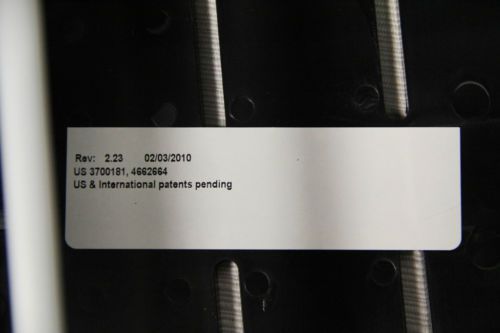 Rev: 2.23 02/03/2010
US 3700181, 4662664
US & International patents pending